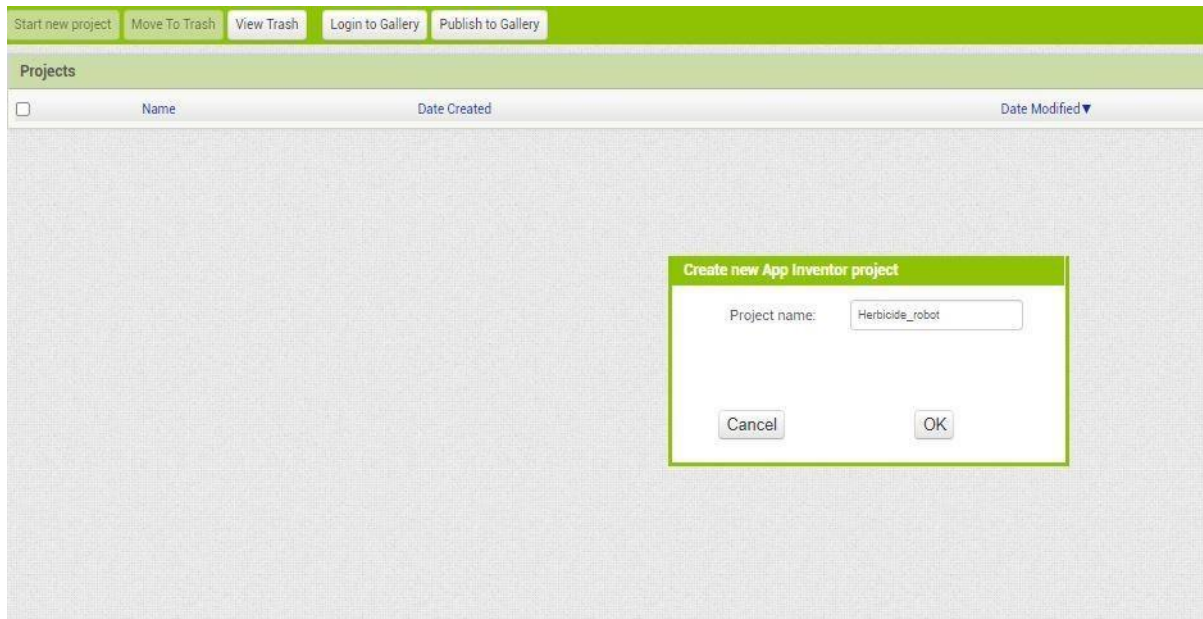 Start new project Move To Trash View Trash Login to Gallery Publish to Gallery
Projects
Name Date Created Date Modified▼
Create new App Inventor project
Project name: Herbicide_robot
Cancel OK